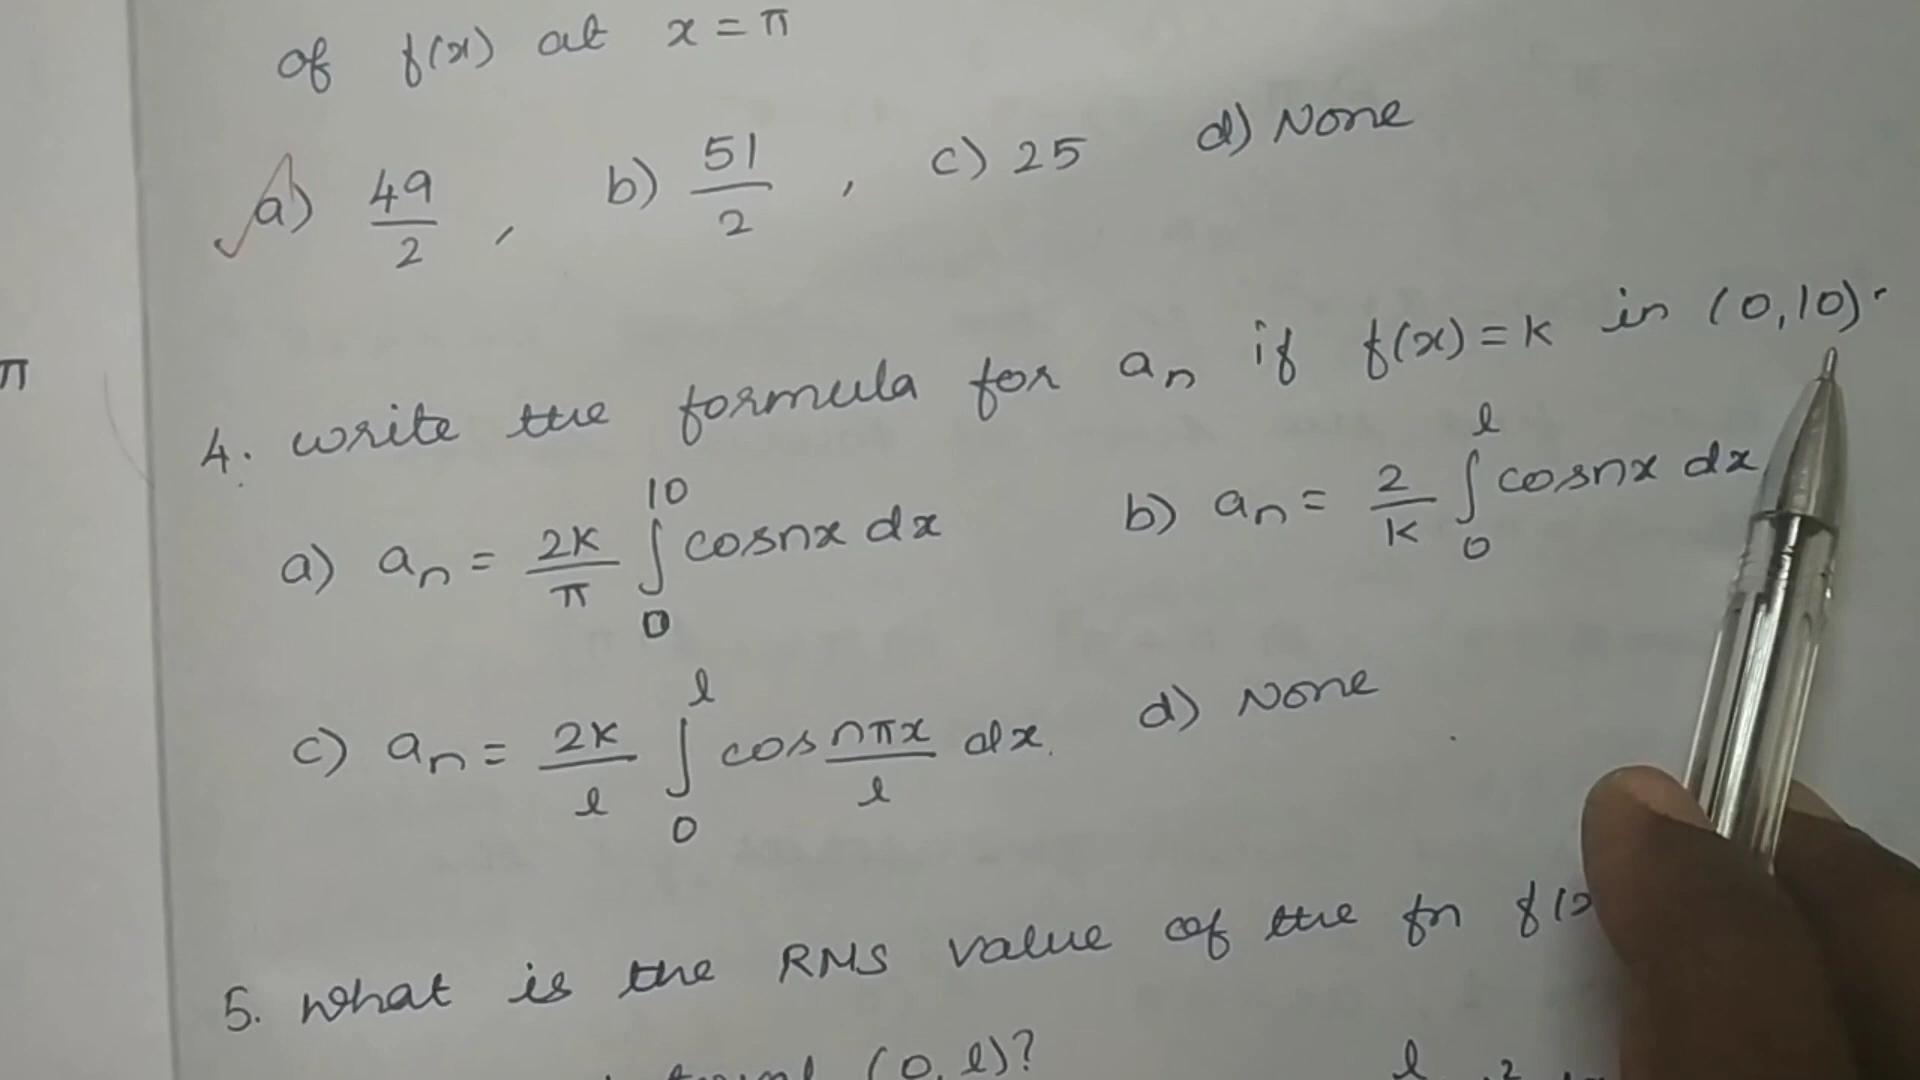 of f(x) at x = π
a) 49/2 , b) 51/2 , c) 25 d) None
π
4. write the formula for aₙ if f(x) = k in (0,10).
a) aₙ = 2k/π ∫₀¹⁰ cosnx dx b) aₙ = 2/k ∫₀ˡ cosnx dx
c) aₙ = 2k/l ∫₀ˡ cos nπx/l dx. d) None
5. What is the RMS value of the fn f(x
(0, l)?
l
2